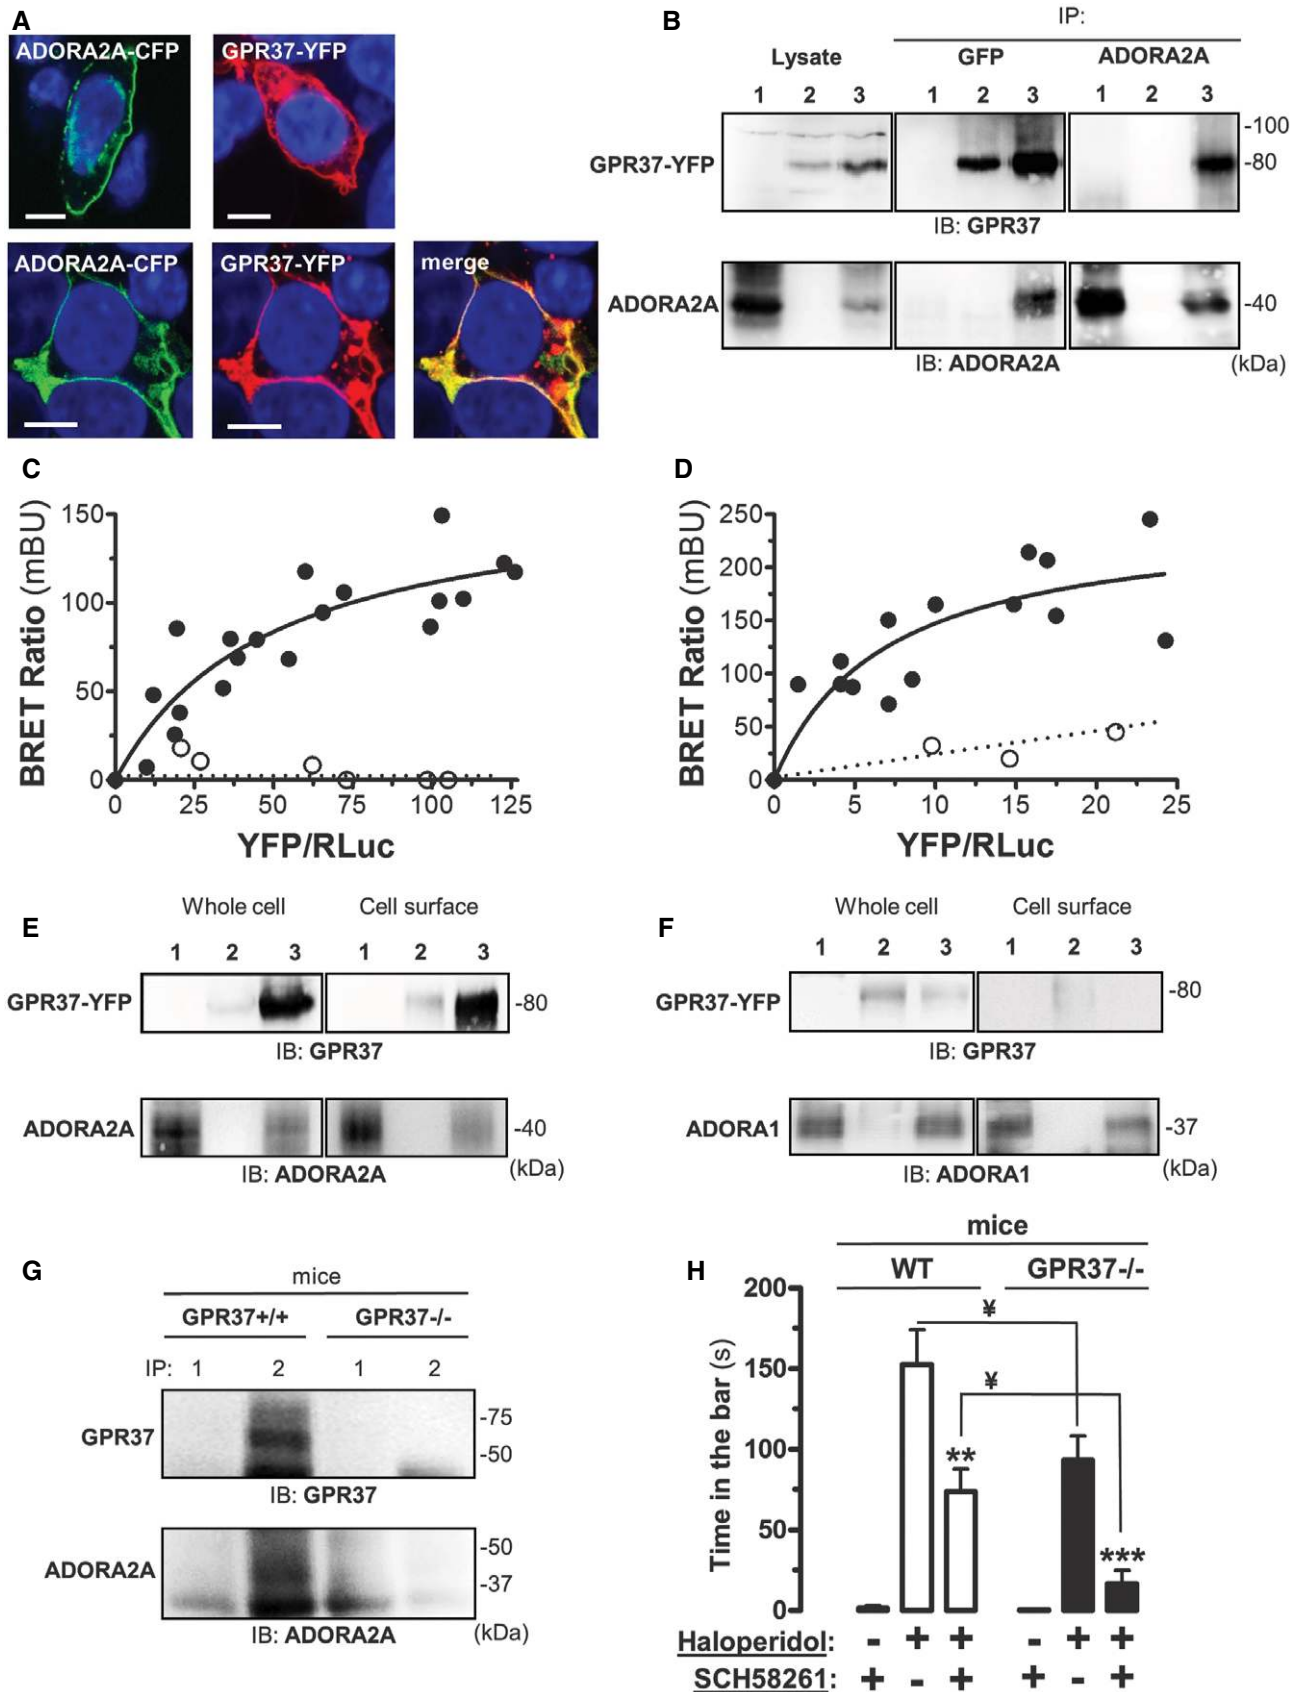 A
ADORA2A-CFP
GPR37-YFP
ADORA2A-CFP
GPR37-YFP
merge
B
IP:
Lysate GFP ADORA2A
1 2 3 1 2 3 1 2 3
GPR37-YFP
-100
-80
IB: GPR37
ADORA2A
-40
IB: ADORA2A
(kDa)
C
BRET Ratio (mBU)
150
100
50
0
0 25 50 75 100 125
YFP/RLuc
D
BRET Ratio (mBU)
250
200
150
100
50
0
0 5 10 15 20 25
YFP/RLuc
E
Whole cell Cell surface
1 2 3 1 2 3
GPR37-YFP
-80
IB: GPR37
ADORA2A
-40
IB: ADORA2A
(kDa)
F
Whole cell Cell surface
1 2 3 1 2 3
GPR37-YFP
-80
IB: GPR37
ADORA1
-37
IB: ADORA1
(kDa)
G
mice
GPR37+/+ GPR37-/-
IP: 1 2 1 2
GPR37
-75
-50
IB: GPR37
ADORA2A
-50
-37
IB: ADORA2A
(kDa)
H
mice
WT GPR37-/-
Time in the bar (s)
200
150
100
50
0
¥
¥
**
***
Haloperidol: - + + - + +
SCH58261: + - + + - +